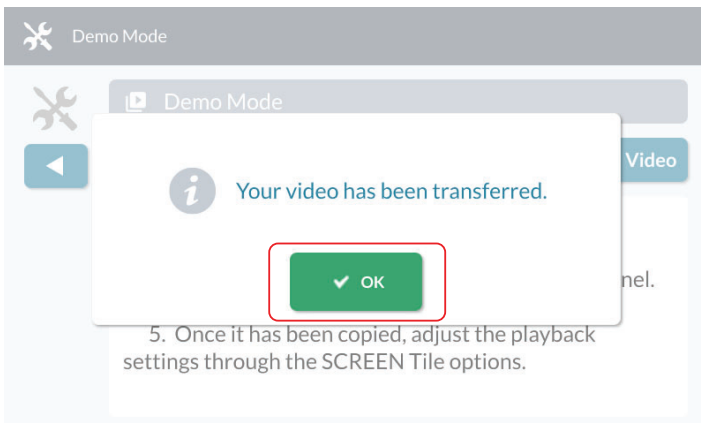 Demo Mode
Demo Mode
Video
Your video has been transferred.
OK
nel.
5. Once it has been copied, adjust the playback
settings through the SCREEN Tile options.